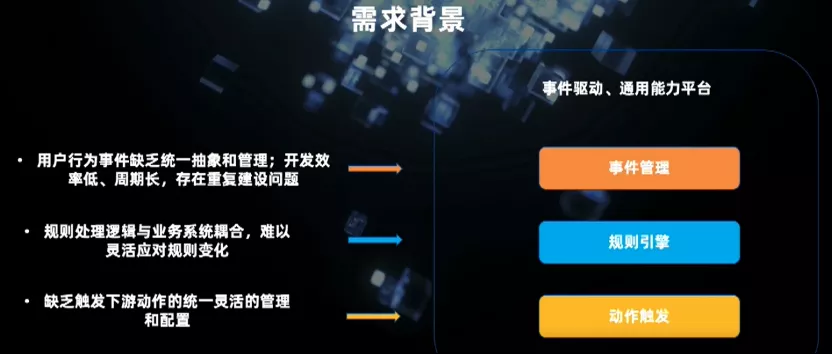 需求背景
事件驱动、通用能力平台
• 用户行为事件缺乏统一抽象和管理；开发效
率低、周期长，存在重复建设问题
事件管理
• 规则处理逻辑与业务系统耦合，难以
灵活应对规则变化
规则引擎
• 缺乏触发下游动作的统一灵活的管理
和配置
动作触发